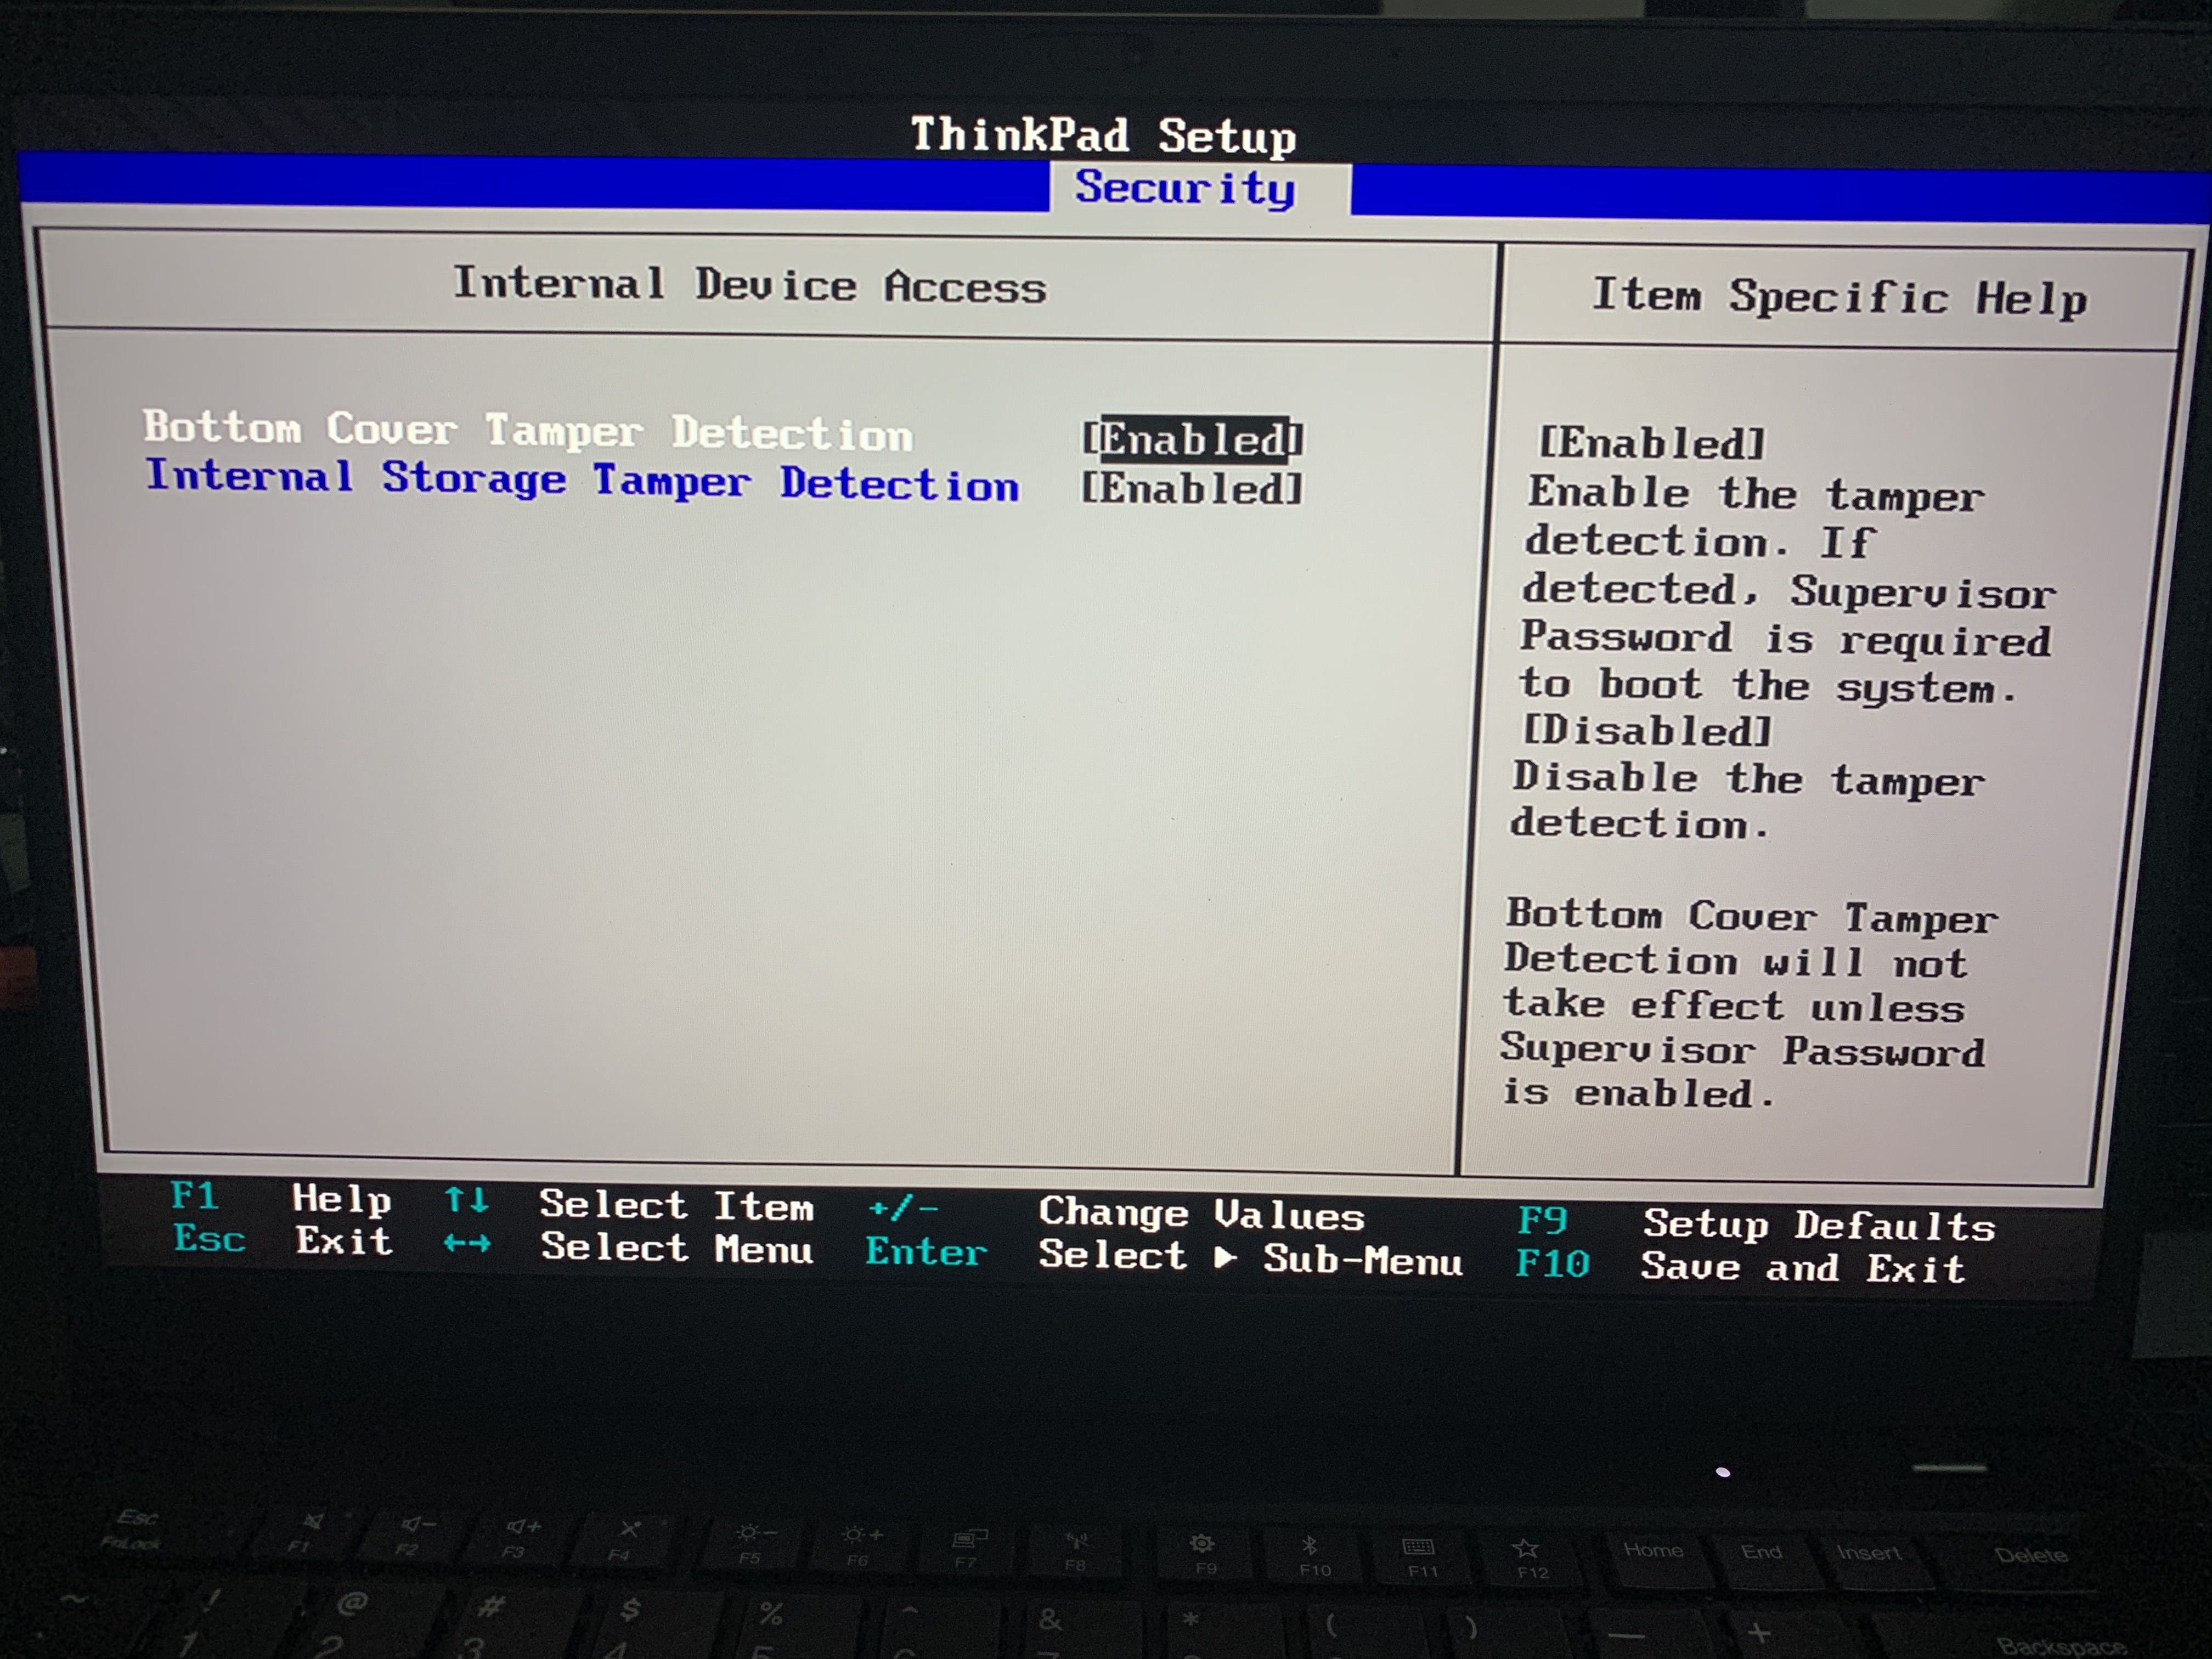 ThinkPad Setup
Security
Internal Device Access
Item Specific Help
Bottom Cover Tamper Detection [Enabled]
Internal Storage Tamper Detection [Enabled]
[Enabled]
Enable the tamper
detection. If
detected, Supervisor
Password is required
to boot the system.
[Disabled]
Disable the tamper
detection.
Bottom Cover Tamper
Detection will not
take effect unless
Supervisor Password
is enabled.
F1 Help ↑↓ Select Item +/- Change Values F9 Setup Defaults
Esc Exit ←→ Select Menu Enter Select ▶ Sub-Menu F10 Save and Exit
Esc
FnLock
F1 F2 F3 F4 F5 F6 F7 F8 F9 F10 F11 F12 Home End Insert Delete
~ ! @ # $ % ^ & * ( ) — + Backspace
1 2 3 4 5